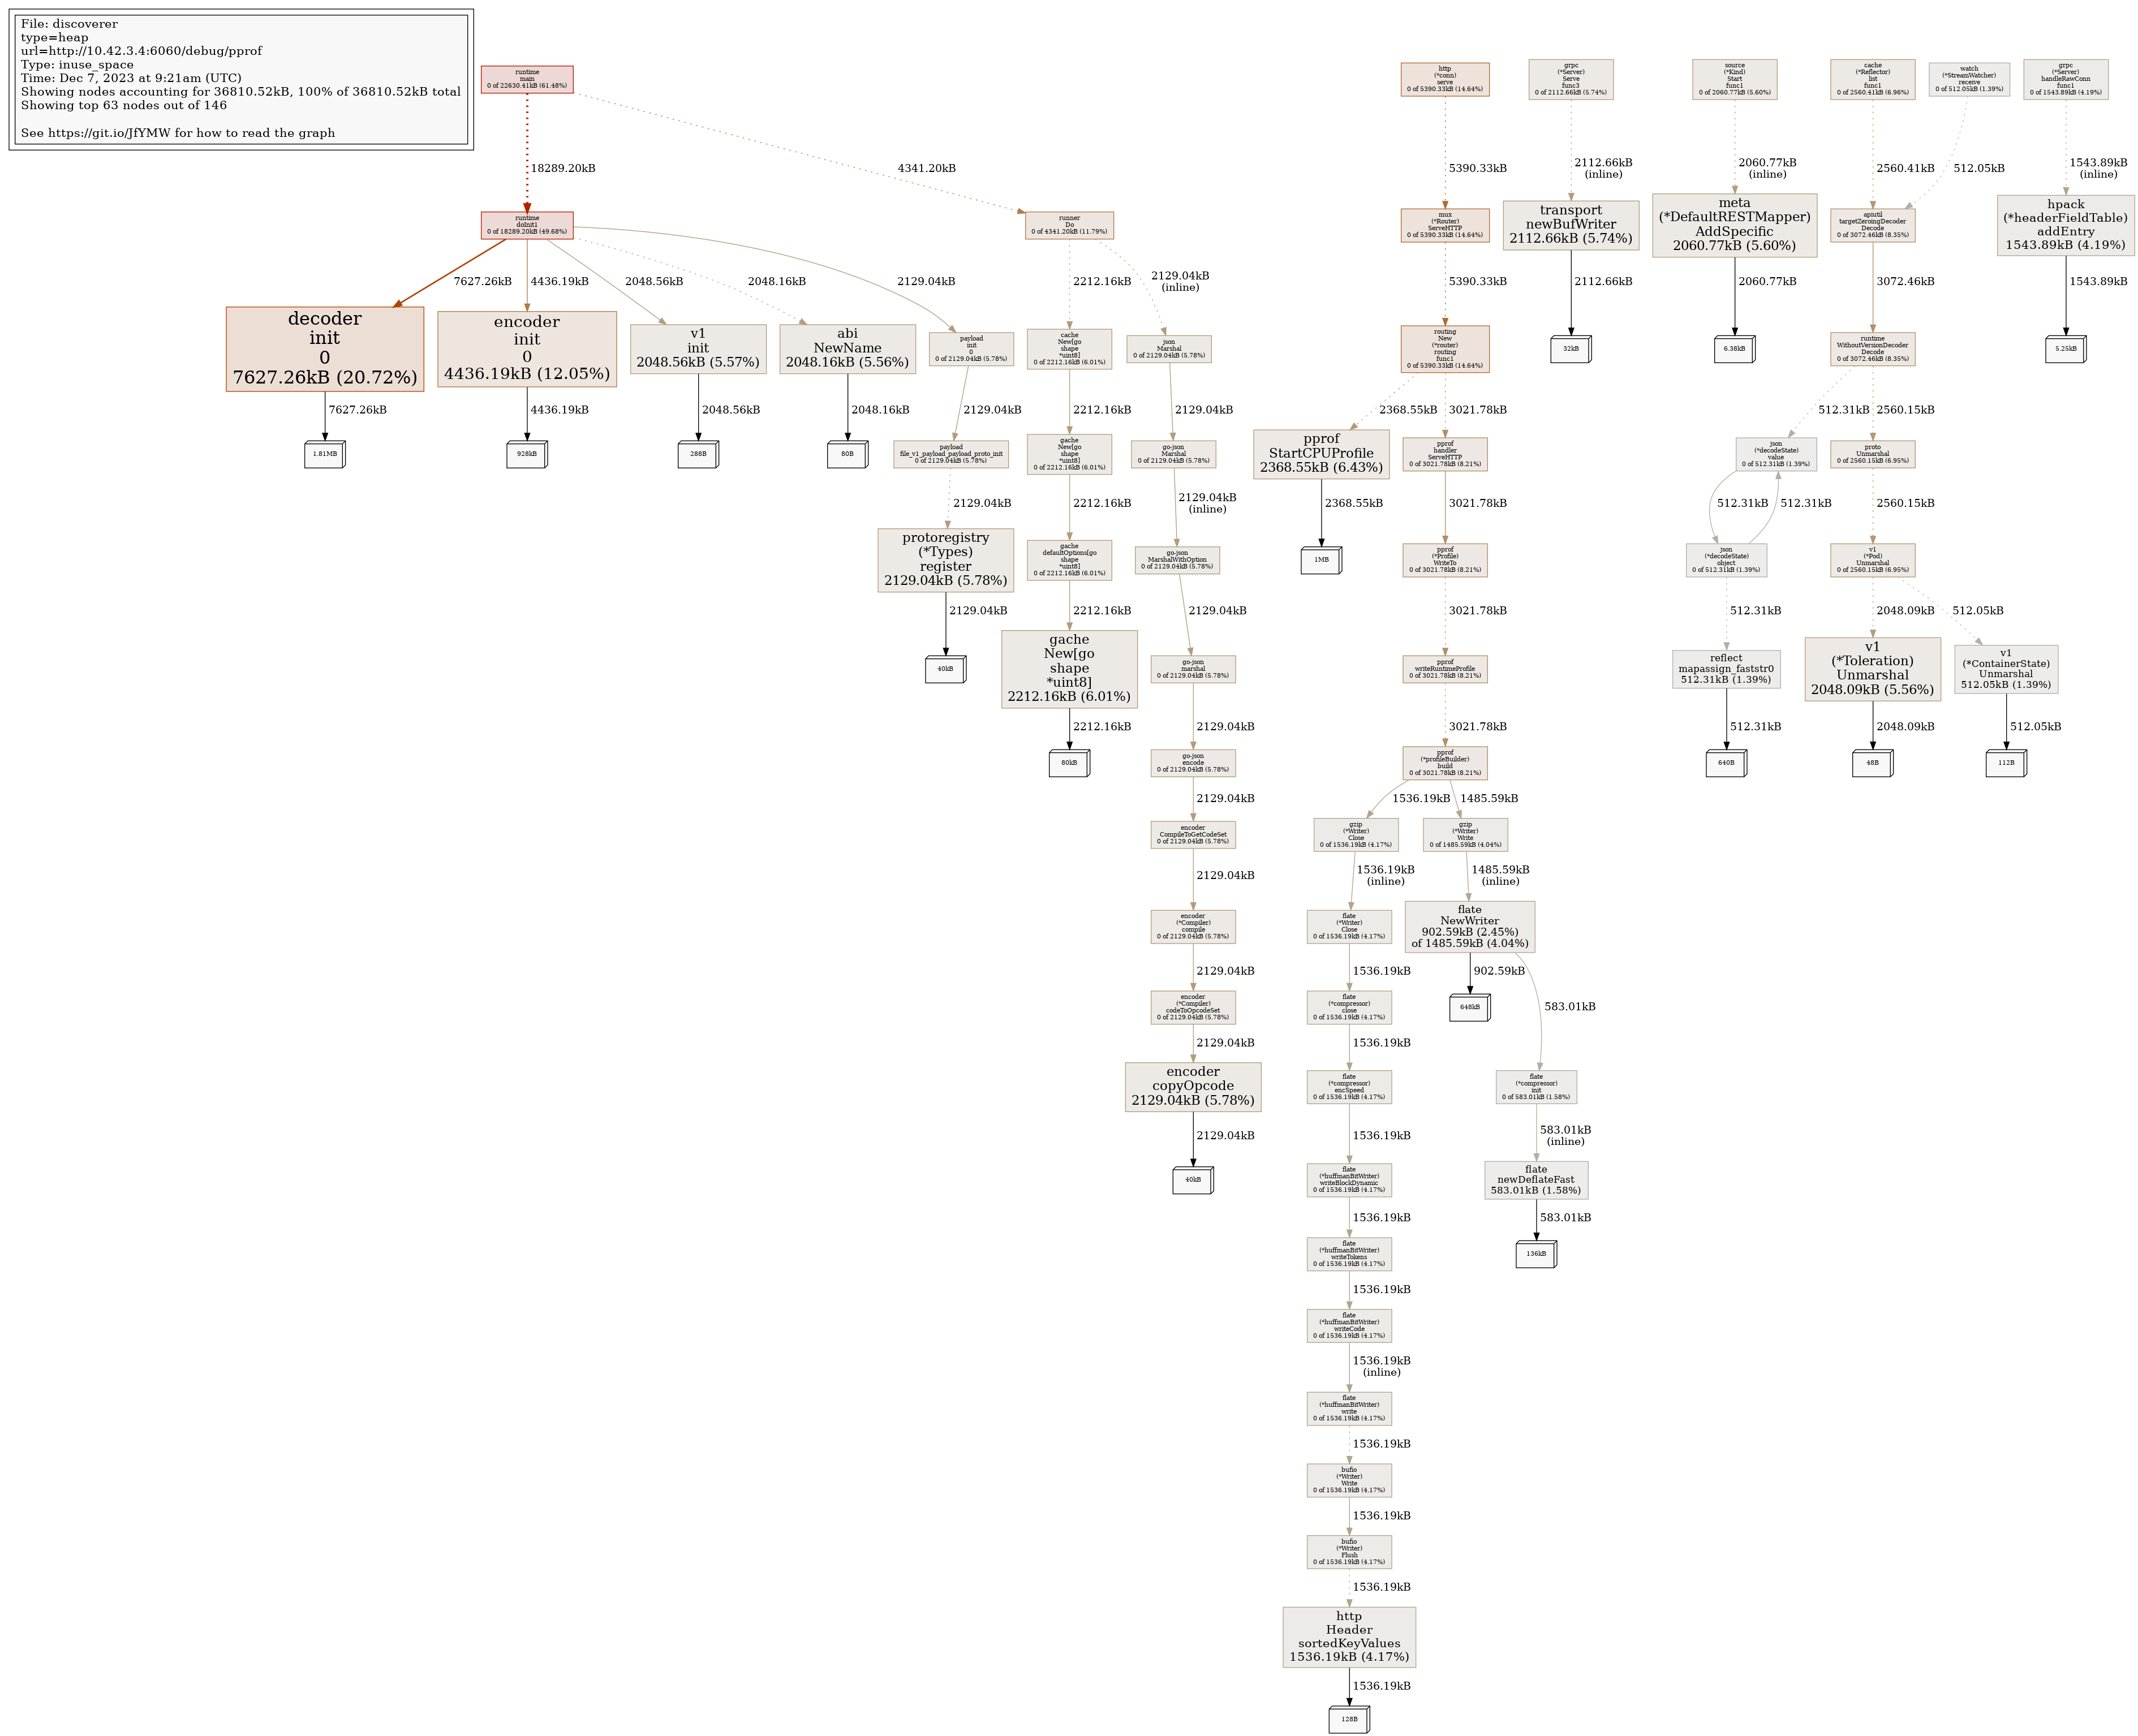 File: discoverer
type=heap
url=http://10.42.3.4:6060/debug/pprof
Type: inuse_space
Time: Dec 7, 2023 at 9:21am (UTC)
Showing nodes accounting for 36810.52kB, 100% of 36810.52kB total
Showing top 63 nodes out of 146
See https://git.io/JfYMW for how to read the graph
runtime
main
0 of 22630.41kB (61.48%)
http
(*conn)
serve
0 of 5390.33kB (14.64%)
grpc
(*Server)
Serve
func3
0 of 2112.66kB (5.74%)
source
(*Kind)
Start
func1
0 of 2060.77kB (5.60%)
cache
(*Reflector)
list
func1
0 of 2560.41kB (6.96%)
watch
(*StreamWatcher)
receive
0 of 512.05kB (1.39%)
grpc
(*Server)
handleRawConn
func1
0 of 1543.89kB (4.19%)
18289.20kB
4341.20kB
5390.33kB
2112.66kB
(inline)
2060.77kB
(inline)
2560.41kB
512.05kB
1543.89kB
(inline)
runtime
doInit1
0 of 18289.20kB (49.68%)
runner
Do
0 of 4341.20kB (11.79%)
mux
(*Router)
ServeHTTP
0 of 5390.33kB (14.64%)
transport
newBufWriter
2112.66kB (5.74%)
meta
(*DefaultRESTMapper)
AddSpecific
2060.77kB (5.60%)
apiutil
targetZeroingDecoder
Decode
0 of 3072.46kB (8.35%)
hpack
(*headerFieldTable)
addEntry
1543.89kB (4.19%)
7627.26kB
4436.19kB
2048.56kB
2048.16kB
2129.04kB
2212.16kB
2129.04kB
(inline)
5390.33kB
2112.66kB
2060.77kB
3072.46kB
1543.89kB
decoder
init
0
7627.26kB (20.72%)
encoder
init
0
4436.19kB (12.05%)
v1
init
2048.56kB (5.57%)
abi
NewName
2048.16kB (5.56%)
payload
init
0
0 of 2129.04kB (5.78%)
cache
New[go
shape
*uint8]
0 of 2212.16kB (6.01%)
json
Marshal
0 of 2129.04kB (5.78%)
routing
New
(*router)
routing
func1
0 of 5390.33kB (14.64%)
32kB
6.38kB
runtime
WithoutVersionDecoder
Decode
0 of 3072.46kB (8.35%)
5.25kB
7627.26kB
4436.19kB
2048.56kB
2048.16kB
2129.04kB
2212.16kB
2129.04kB
2368.55kB
3021.78kB
512.31kB
2560.15kB
1.81MB
928kB
288B
80B
payload
file_v1_payload_payload_proto_init
0 of 2129.04kB (5.78%)
gache
New[go
shape
*uint8]
0 of 2212.16kB (6.01%)
go-json
Marshal
0 of 2129.04kB (5.78%)
pprof
StartCPUProfile
2368.55kB (6.43%)
pprof
handler
ServeHTTP
0 of 3021.78kB (8.21%)
json
(*decodeState)
value
0 of 512.31kB (1.39%)
proto
Unmarshal
0 of 2560.15kB (6.95%)
2129.04kB
2212.16kB
2129.04kB
(inline)
2368.55kB
3021.78kB
512.31kB
512.31kB
2560.15kB
protoregistry
(*Types)
register
2129.04kB (5.78%)
gache
defaultOptions[go
shape
*uint8]
0 of 2212.16kB (6.01%)
go-json
MarshalWithOption
0 of 2129.04kB (5.78%)
1MB
pprof
(*Profile)
WriteTo
0 of 3021.78kB (8.21%)
json
(*decodeState)
object
0 of 512.31kB (1.39%)
v1
(*Pod)
Unmarshal
0 of 2560.15kB (6.95%)
2129.04kB
2212.16kB
2129.04kB
3021.78kB
512.31kB
2048.09kB
512.05kB
40kB
gache
New[go
shape
*uint8]
2212.16kB (6.01%)
go-json
marshal
0 of 2129.04kB (5.78%)
pprof
writeRuntimeProfile
0 of 3021.78kB (8.21%)
reflect
mapassign_faststr0
512.31kB (1.39%)
v1
(*Toleration)
Unmarshal
2048.09kB (5.56%)
v1
(*ContainerState)
Unmarshal
512.05kB (1.39%)
2212.16kB
2129.04kB
3021.78kB
512.31kB
2048.09kB
512.05kB
80kB
go-json
encode
0 of 2129.04kB (5.78%)
pprof
(*profileBuilder)
build
0 of 3021.78kB (8.21%)
640B
48B
112B
2129.04kB
1536.19kB
1485.59kB
encoder
CompileToGetCodeSet
0 of 2129.04kB (5.78%)
gzip
(*Writer)
Close
0 of 1536.19kB (4.17%)
gzip
(*Writer)
Write
0 of 1485.59kB (4.04%)
2129.04kB
1536.19kB
(inline)
1485.59kB
(inline)
encoder
(*Compiler)
compile
0 of 2129.04kB (5.78%)
flate
(*Writer)
Close
0 of 1536.19kB (4.17%)
flate
NewWriter
902.59kB (2.45%)
of 1485.59kB (4.04%)
2129.04kB
1536.19kB
902.59kB
583.01kB
encoder
(*Compiler)
codeToOpcodeSet
0 of 2129.04kB (5.78%)
flate
(*compressor)
close
0 of 1536.19kB (4.17%)
648kB
2129.04kB
1536.19kB
encoder
copyOpcode
2129.04kB (5.78%)
flate
(*compressor)
encSpeed
0 of 1536.19kB (4.17%)
flate
(*compressor)
init
0 of 583.01kB (1.58%)
2129.04kB
1536.19kB
583.01kB
(inline)
40kB
flate
(*huffmanBitWriter)
writeBlockDynamic
0 of 1536.19kB (4.17%)
flate
newDeflateFast
583.01kB (1.58%)
1536.19kB
583.01kB
flate
(*huffmanBitWriter)
writeTokens
0 of 1536.19kB (4.17%)
136kB
1536.19kB
flate
(*huffmanBitWriter)
writeCode
0 of 1536.19kB (4.17%)
1536.19kB
(inline)
flate
(*huffmanBitWriter)
write
0 of 1536.19kB (4.17%)
1536.19kB
bufio
(*Writer)
Write
0 of 1536.19kB (4.17%)
1536.19kB
bufio
(*Writer)
Flush
0 of 1536.19kB (4.17%)
1536.19kB
http
Header
sortedKeyValues
1536.19kB (4.17%)
1536.19kB
128B